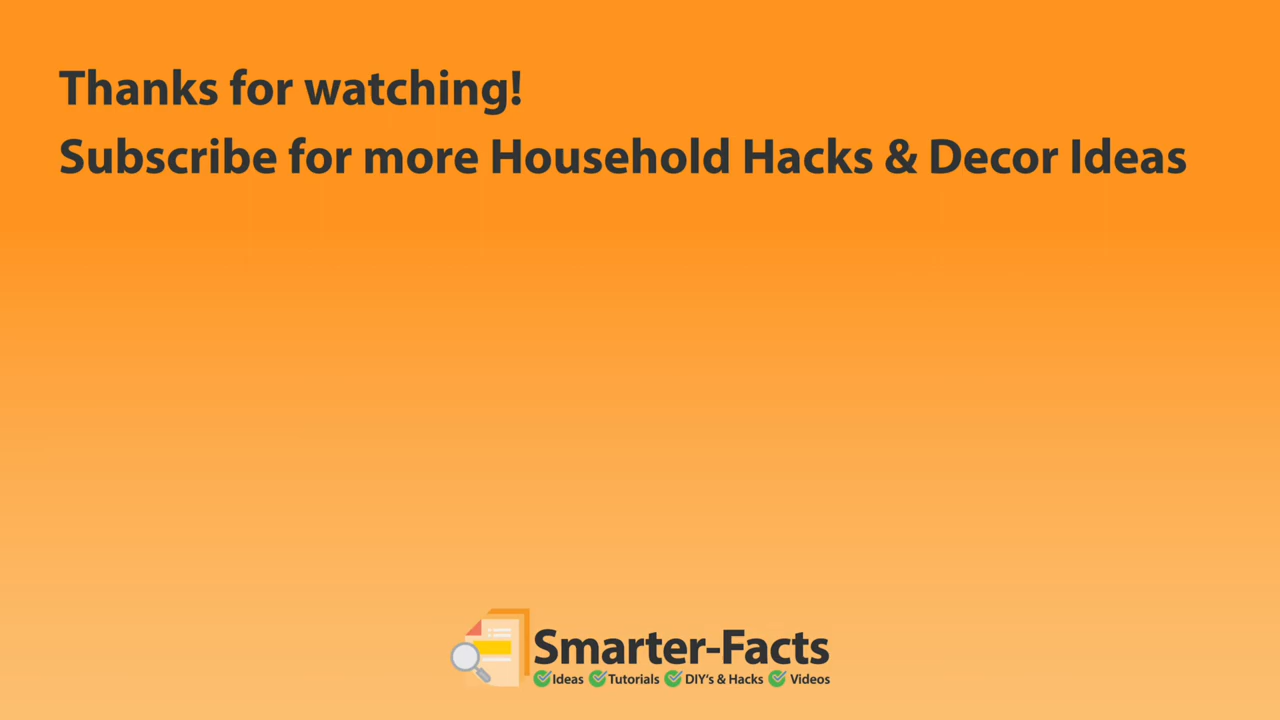 Thanks for watching!
Subscribe for more Household Hacks & Decor Ideas
Smarter-Facts
Ideas Tutorials DIY's & Hacks Videos